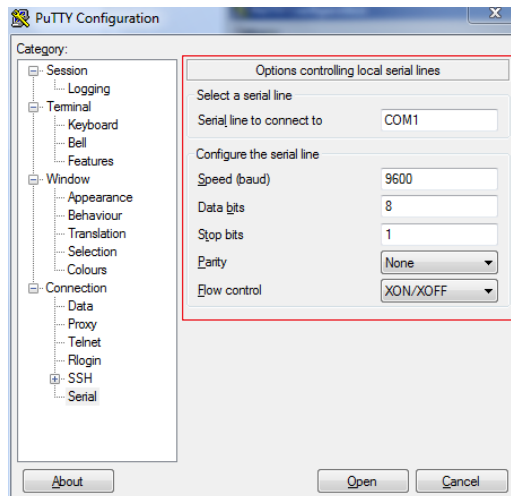 PuTTY Configuration
X
Category:
Session
Logging
Terminal
Keyboard
Bell
Features
Window
Appearance
Behaviour
Translation
Selection
Colours
Connection
Data
Proxy
Telnet
Rlogin
SSH
Serial
Options controlling local serial lines
Select a serial line
Serial line to connect to COM1
Configure the serial line
Speed (baud) 9600
Data bits 8
Stop bits 1
Parity None
Flow control XON/XOFF
About Open Cancel